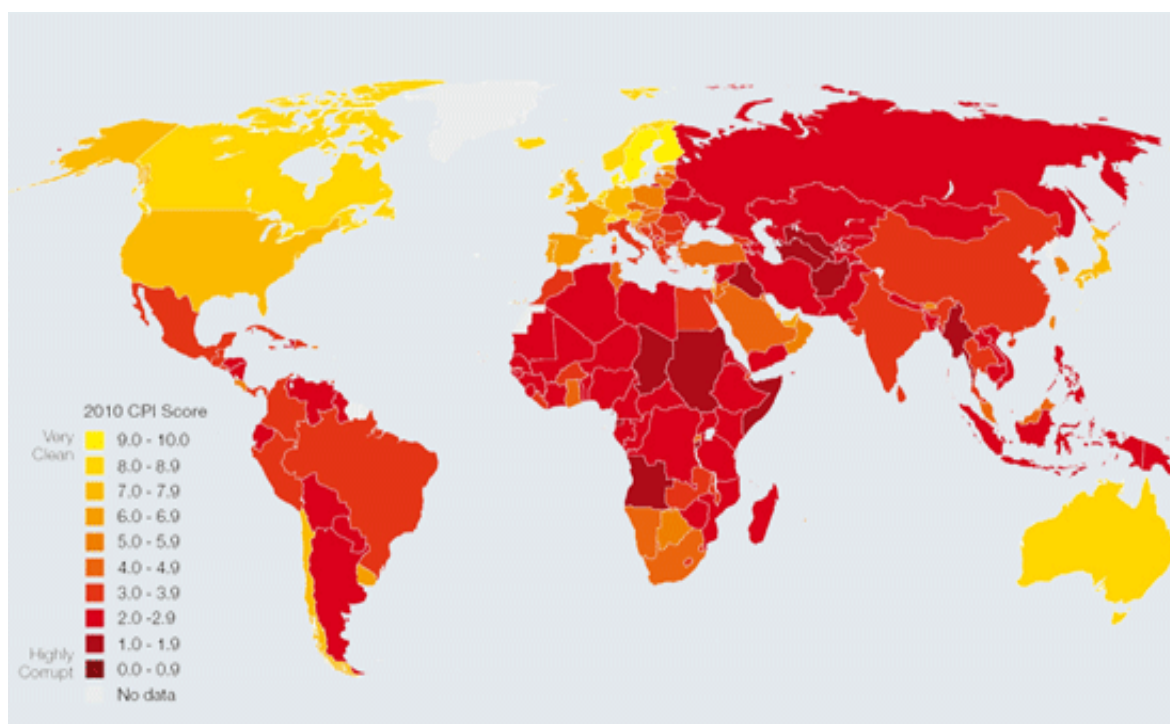 2010 CPI Score
Very
Clean
9.0 - 10.0
8.0 - 8.9
7.0 - 7.9
6.0 - 6.9
5.0 - 5.9
4.0 - 4.9
3.0 - 3.9
2.0 -2.9
1.0 - 1.9
Highly
Corrupt
0.0 - 0.9
No data